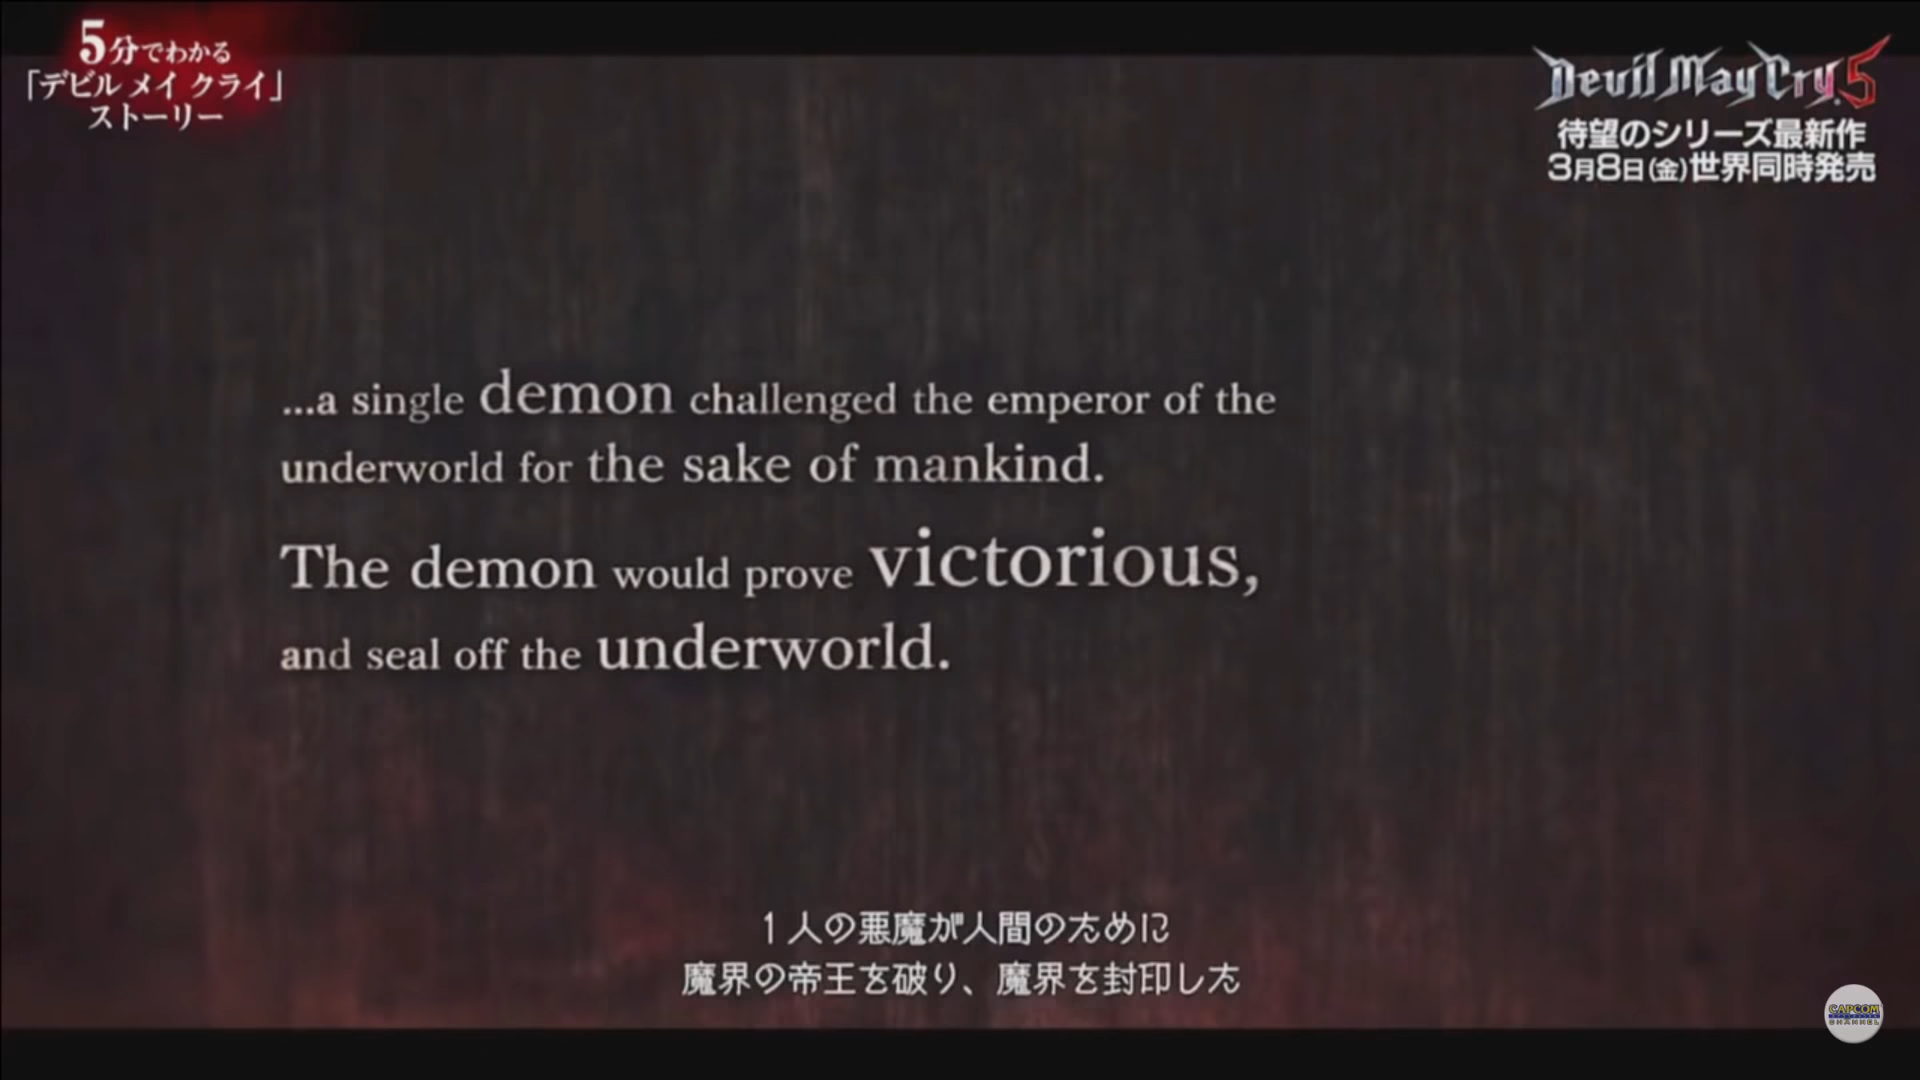 5分でわかる
「デビル メイ クライ」
ストーリー
Devil May Cry 5
待望のシリーズ最新作
3月8日(金)世界同時発売
...a single demon challenged the emperor of the
underworld for the sake of mankind.
The demon would prove victorious,
and seal off the underworld.
1人の悪魔が人間のために
魔界の帝王を破り、魔界を封印した
CAPCOM
CHANNEL